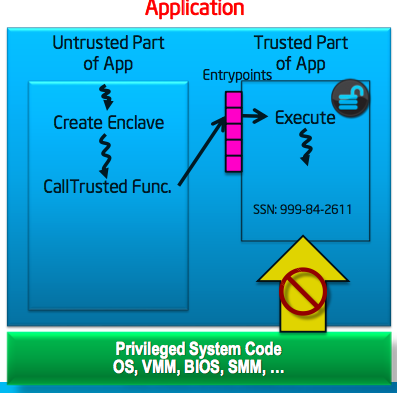 Application
Untrusted Part
of App
Trusted Part
of App
Entrypoints
Create Enclave
Execute
CallTrusted Func.
SSN: 999-84-2611
Privileged System Code
OS, VMM, BIOS, SMM, ...